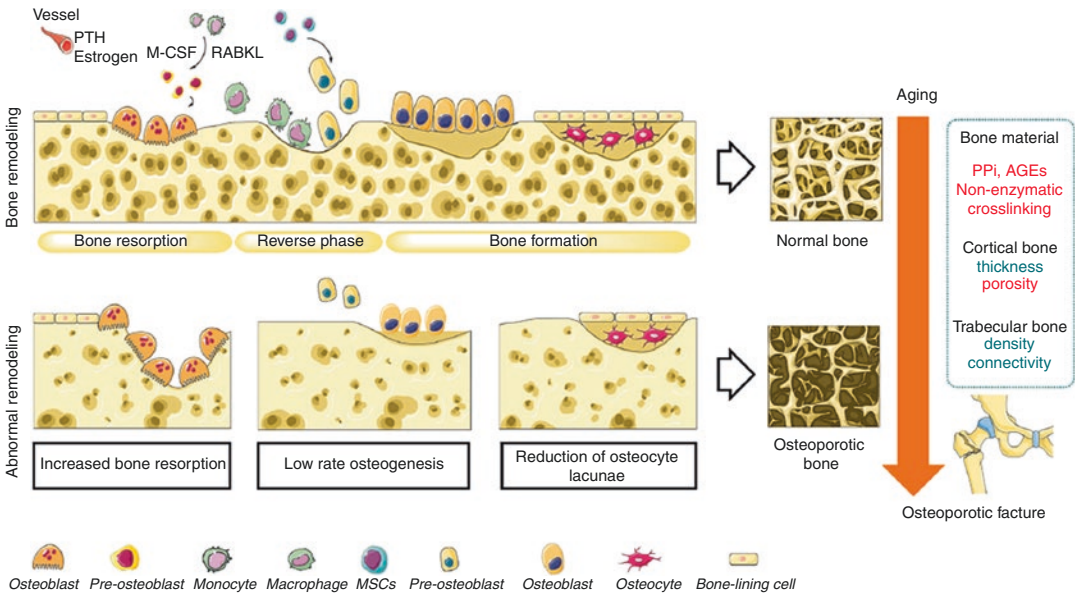 Vessel
PTH
Estrogen
M-CSF
RABKL
Bone remodeling
Bone resorption
Reverse phase
Bone formation
Normal bone
Abnormal remodeling
Increased bone resorption
Low rate osteogenesis
Reduction of osteocyte
lacunae
Osteoporotic
bone
Aging
Bone material
PPi, AGEs
Non-enzymatic
crosslinking
Cortical bone
thickness
porosity
Trabecular bone
density
connectivity
Osteoporotic facture
Osteoblast
Pre-osteoblast
Monocyte
Macrophage
MSCs
Pre-osteoblast
Osteoblast
Osteocyte
Bone-lining cell